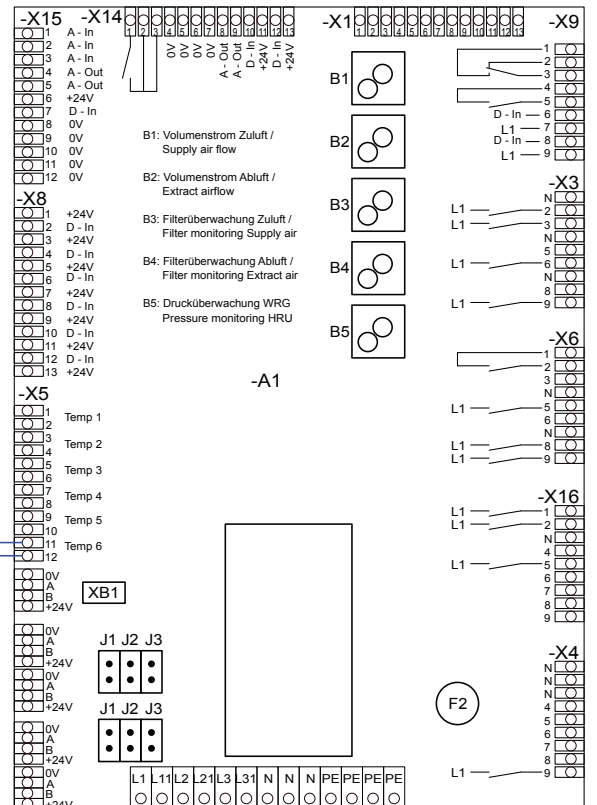 -X15
1 A - In
2 A - In
3 A - In
4 A - Out
5 A - Out
6 +24V
7 D - In
8 0V
9 0V
10 0V
11 0V
12 0V
-X8
1 +24V
2 D - In
3 +24V
4 D - In
5 +24V
6 D - In
7 +24V
8 D - In
9 +24V
10 D - In
11 +24V
12 D - In
13 +24V
-X5
1
2
Temp 1
3
4
Temp 2
5
6
Temp 3
7
8
Temp 4
9
10
Temp 5
11
12
Temp 6
0V
A
B
+24V
0V
A
B
+24V
0V
A
B
+24V
0V
A
B
+24V
0V
A
B
+24V
-X14
1 2 3 4 5 6 7 8 9 10 11 12 13
0V
0V
0V
0V
A - Out
A - Out
D - In
+24V
D - In
+24V
B1: Volumenstrom Zuluft /
Supply air flow
B2: Volumenstrom Abluft /
Extract airflow
B3: Filterüberwachung Zuluft /
Filter monitoring Supply air
B4: Filterüberwachung Abluft /
Filter monitoring Extract air
B5: Drucküberwachung WRG
Pressure monitoring HRU
-A1
XB1
J1 J2 J3
J1 J2 J3
L1 L11 L2 L21 L3 L31 N N N PE PE PE PE
-X1
1 2 3 4 5 6 7 8 9 10 11 12 13
B1
B2
B3
B4
B5
F2
-X9
1
2
3
4
5
D - In 6
L1 7
D - In 8
L1 9
-X3
N
L1 2
L1 3
N
5
L1 6
N
8
L1 9
-X6
1
2
3
N
L1 5
6
N
L1 8
L1 9
-X16
L1 1
L1 2
N
4
L1 5
6
7
8
9
-X4
N
N
N
4
5
6
7
8
L1 9